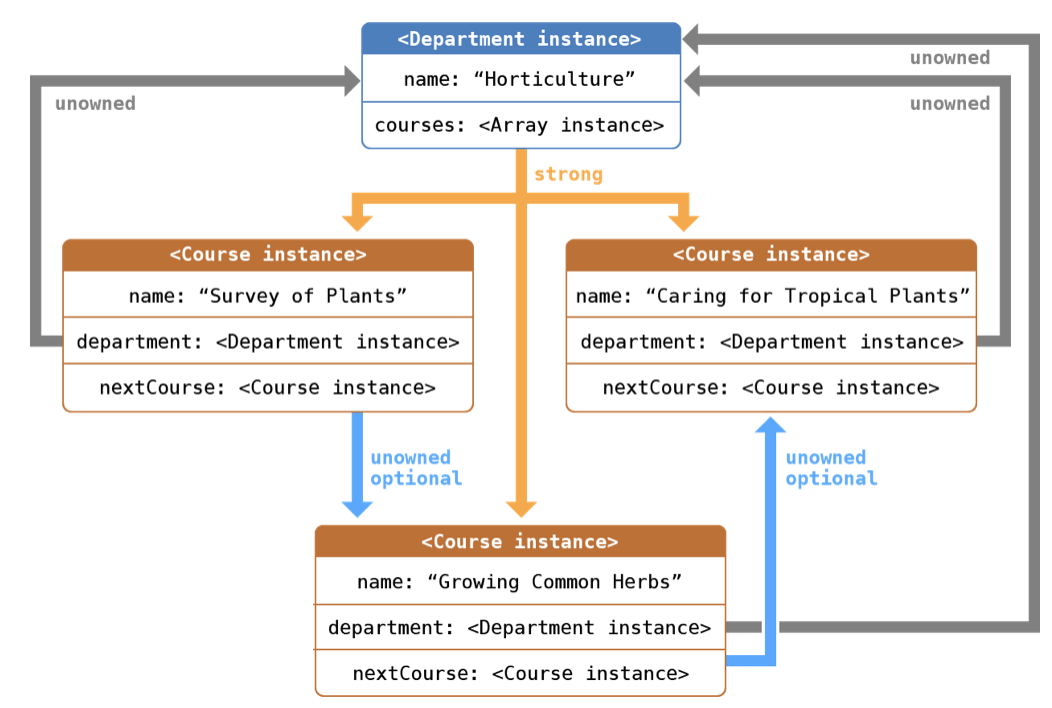 <Department instance>
unowned
name: “Horticulture”
unowned
unowned
courses: <Array instance>
strong
<Course instance>
<Course instance>
name: “Survey of Plants”
name: “Caring for Tropical Plants”
department: <Department instance>
department: <Department instance>
nextCourse: <Course instance>
nextCourse: <Course instance>
unowned
optional
unowned
optional
<Course instance>
name: “Growing Common Herbs”
department: <Department instance>
nextCourse: <Course instance>